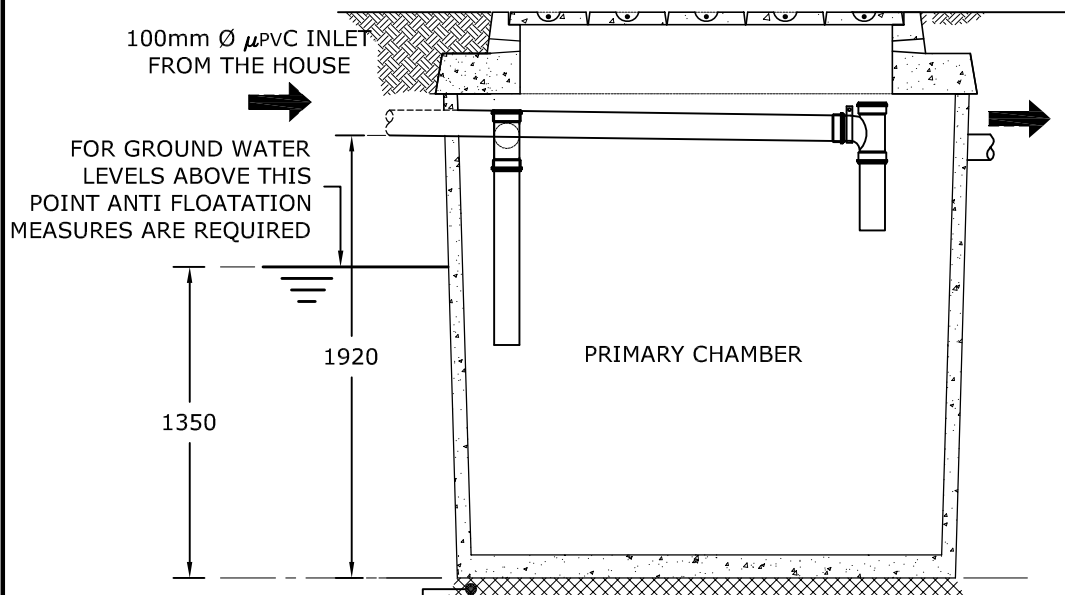 100mm Ø μPVC INLET
FROM THE HOUSE
FOR GROUND WATER
LEVELS ABOVE THIS
POINT ANTI FLOATATION
MEASURES ARE REQUIRED
1920
PRIMARY CHAMBER
1350